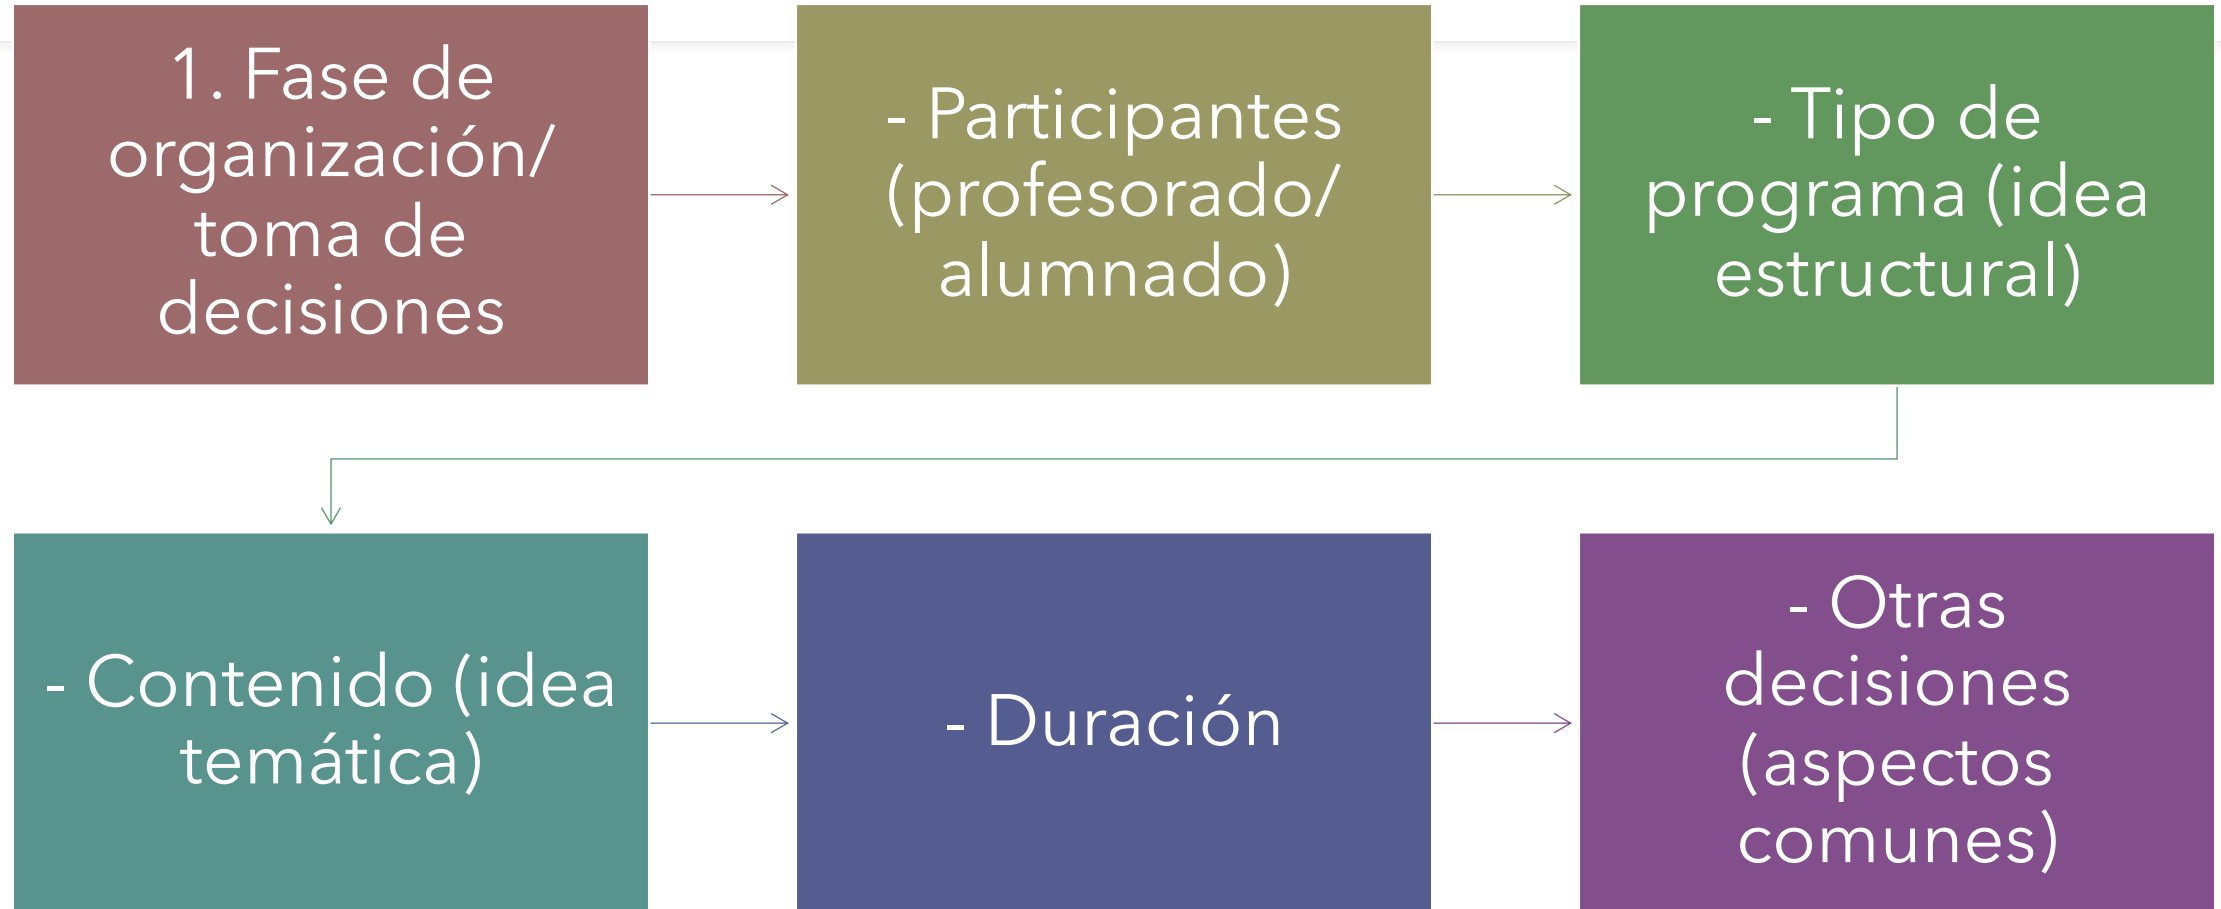 1. Fase de
organización/
toma de
decisiones
- Participantes
(profesorado/
alumnado)
- Tipo de
programa (idea
estructural)
- Contenido (idea
temática)
- Duración
- Otras
decisiones
(aspectos
comunes)